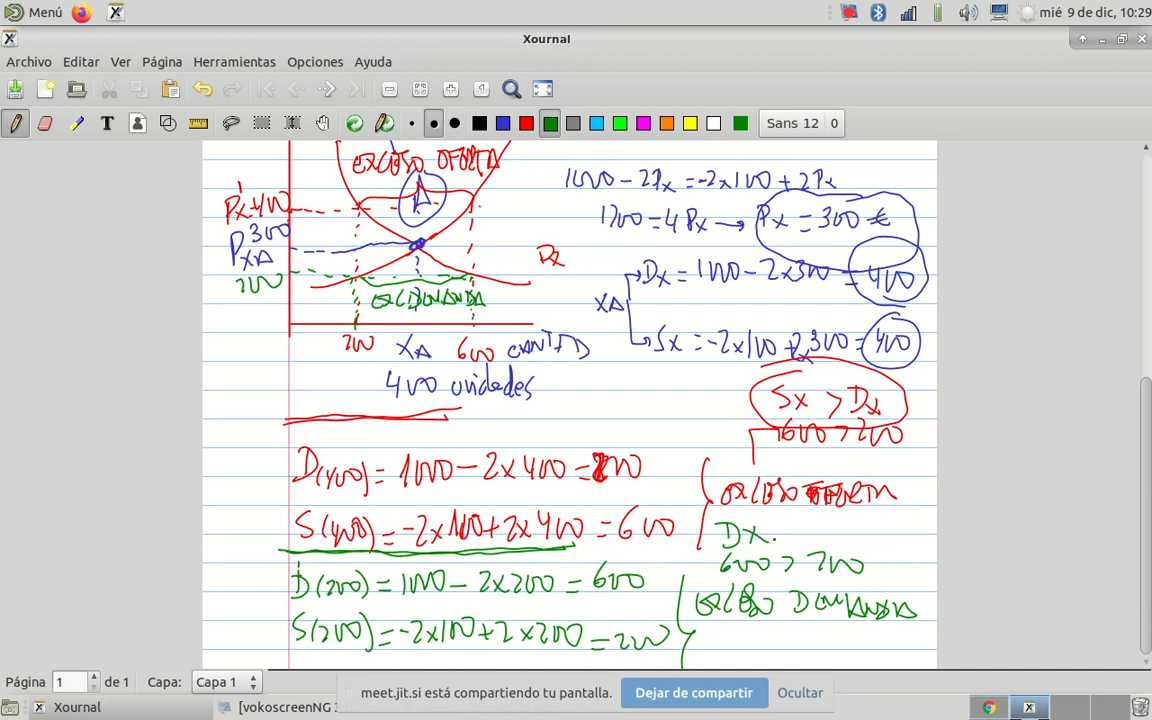 Menú
mié 9 de dic, 10:29
Xournal
Archivo Editar Ver Página Herramientas Opciones Ayuda
Sans 12 0
EXCESO OFERTA
1000 - 2Px = -2x100 + 2Px
Px 400
A
1200 = 4Px → Px = 300 €
300
PXA
Dx
200
Dx = 1000 - 2x300 = 400
EXC DEMANDA
XA
Sx = -2x100 + 2x300 = 400
200 XA 600 CANTID
400 unidades
Sx > Dx
600 > 200
D(400) = 1000 - 2x400 = 200
EXCESO OFERTA
S(400) = -2x100 + 2x400 = 600
Dx
600 > 200
D(200) = 1000 - 2x200 = 600
EXCESO DEMANDA
S(200) = -2x100 + 2x200 = 200
Página 1 de 1 Capa: Capa 1
meet.jit.si está compartiendo tu pantalla. Dejar de compartir Ocultar
Xournal
[vokoscreenNG 3
Xournal